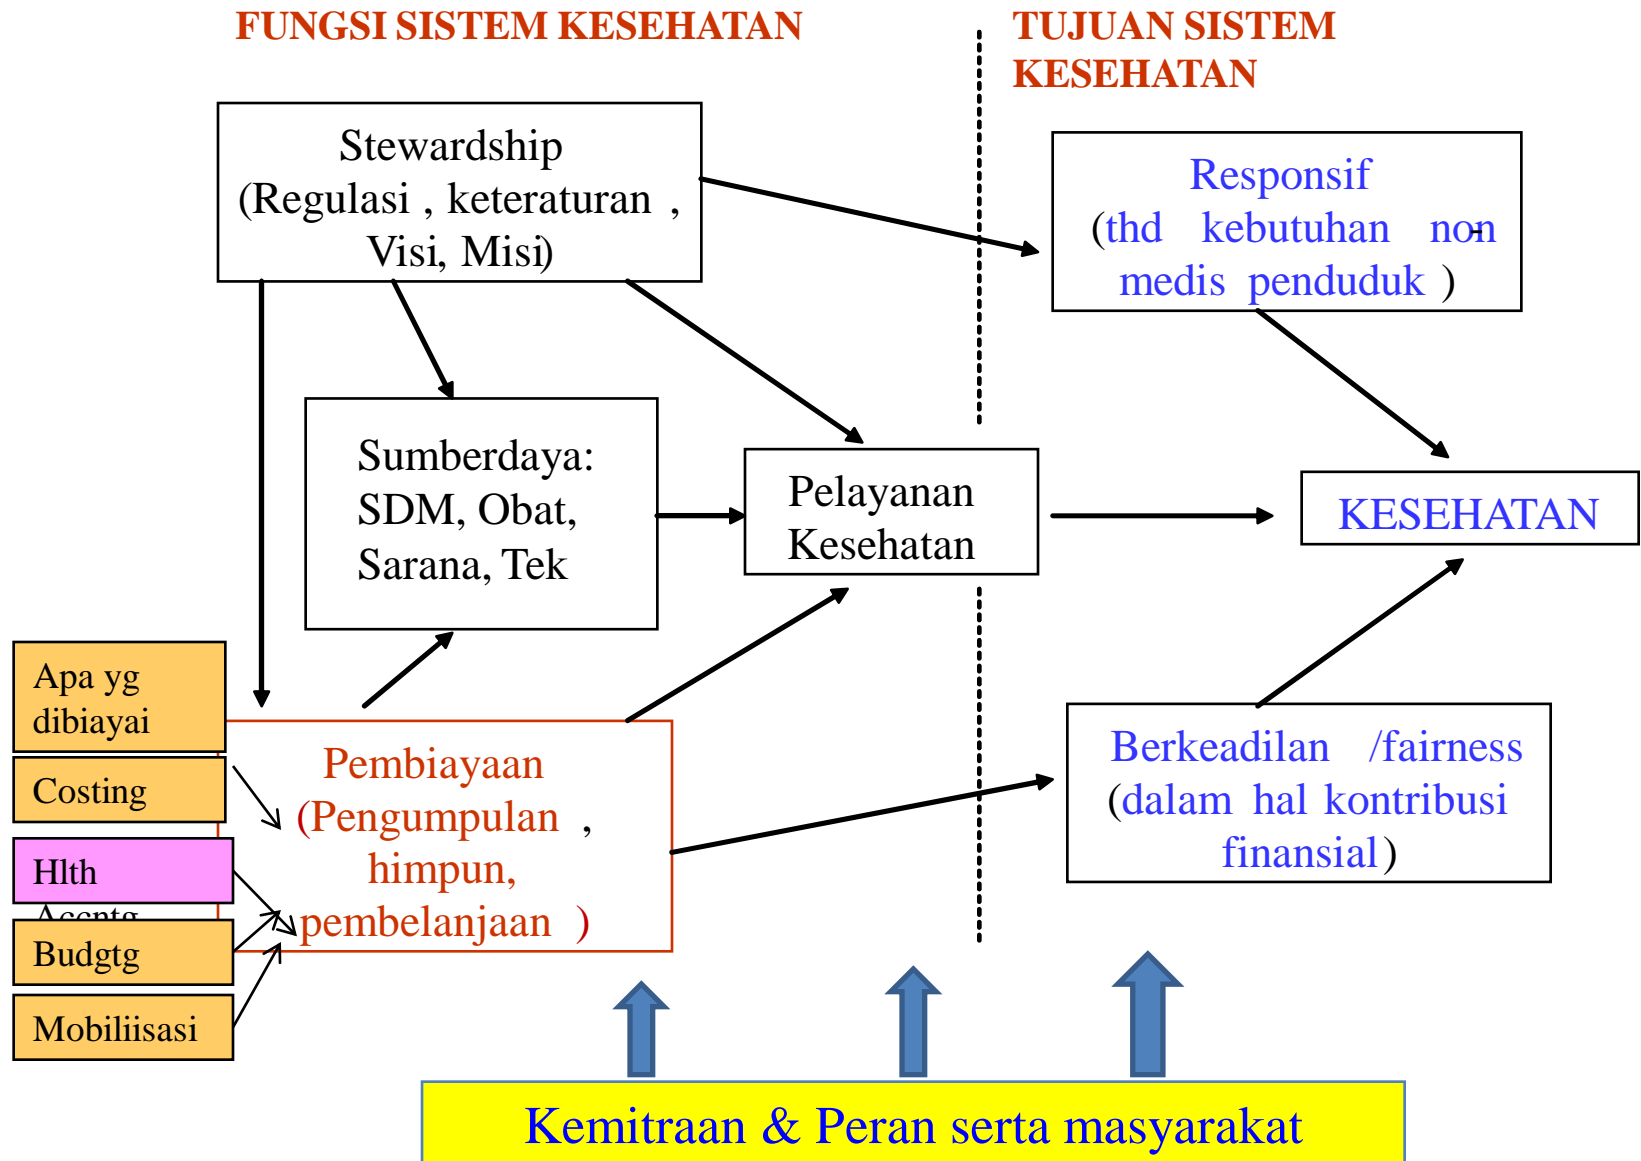 FUNGSI SISTEM KESEHATAN
TUJUAN SISTEM
KESEHATAN
Stewardship
(Regulasi , keteraturan ,
Visi, Misi)
Responsif
(thd kebutuhan non-
medis penduduk )
Sumberdaya:
SDM, Obat,
Sarana, Tek
Pelayanan
Kesehatan
KESEHATAN
Apa yg
dibiayai
Costing
Hlth
Accntg
Budgtg
Mobiliisasi
Pembiayaan
(Pengumpulan ,
himpun,
pembelanjaan )
Berkeadilan /fairness
(dalam hal kontribusi
finansial)
Kemitraan & Peran serta masyarakat